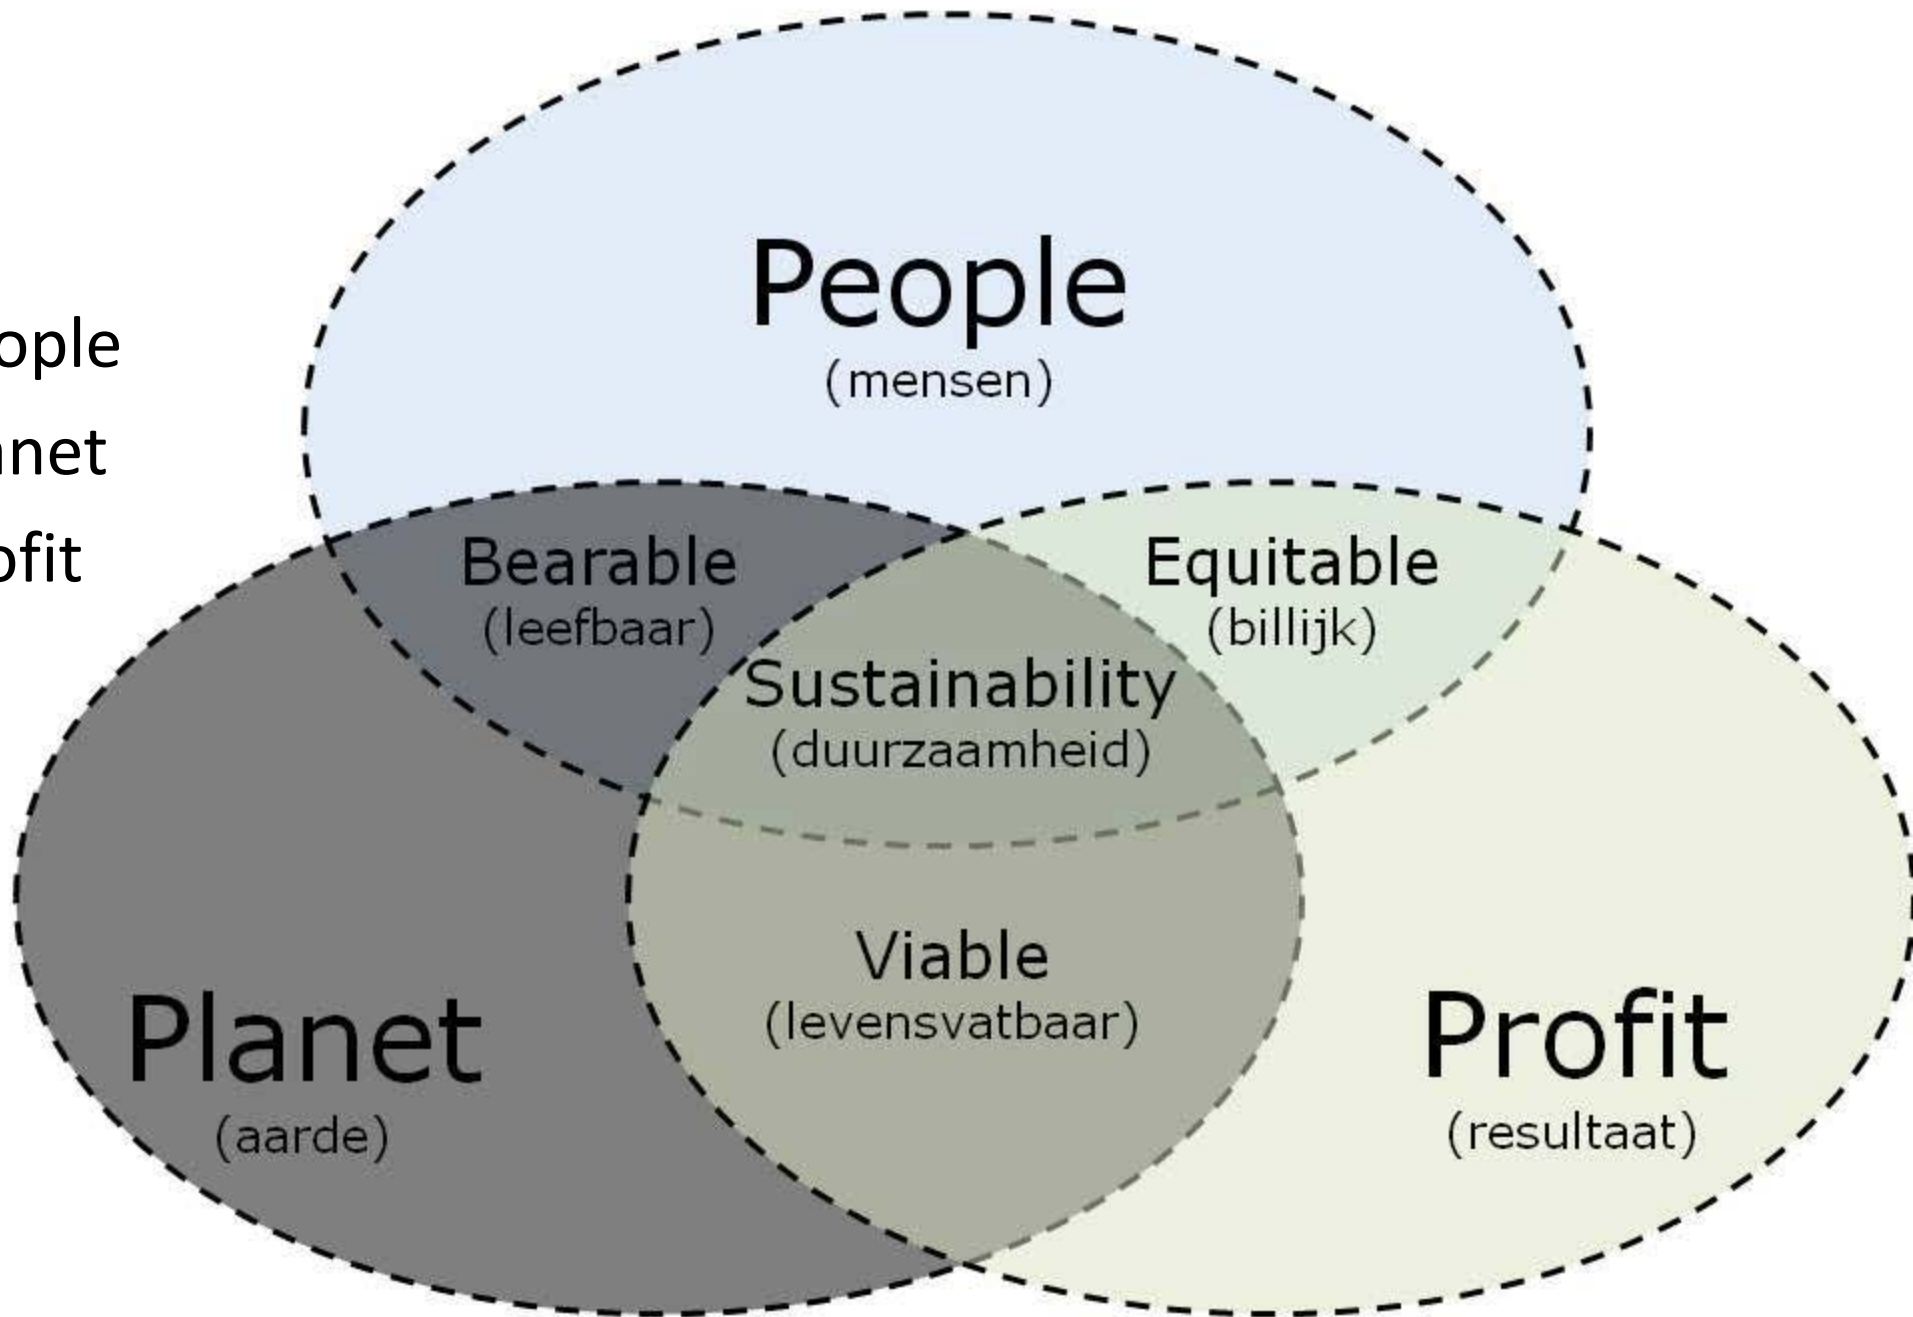 People
(mensen)
ople
net
ofit
Bearable
(leefbaar)
Equitable
(billijk)
Sustainability
(duurzaamheid)
Viable
(levensvatbaar)
Planet
(aarde)
Profit
(resultaat)